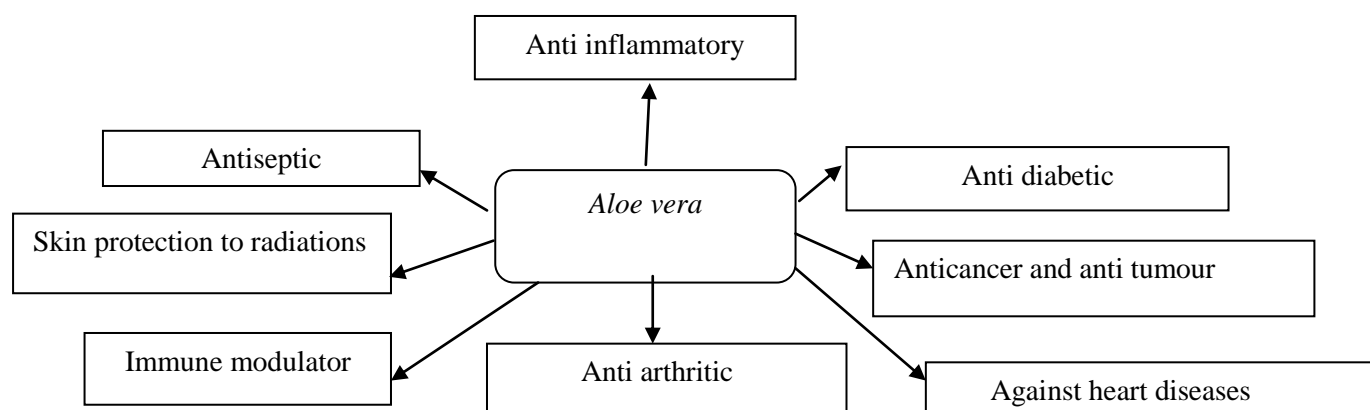 Anti inflammatory
Antiseptic
Anti diabetic
Aloe vera
Skin protection to radiations
Anticancer and anti tumour
Immune modulator
Anti arthritic
Against heart diseases